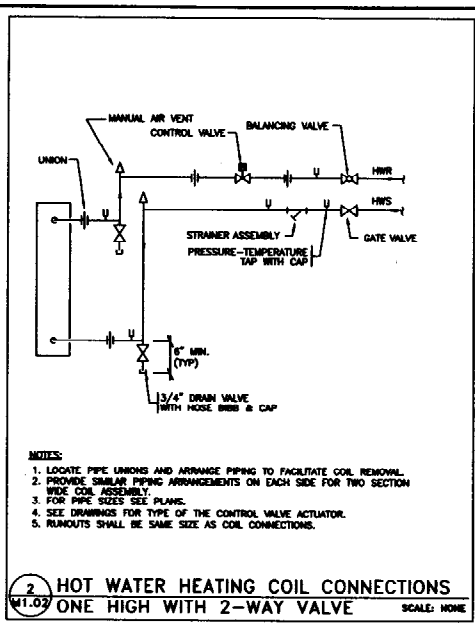 MANUAL AIR VENT
CONTROL VALVE
BALANCING VALVE
UNION
HWR
HWS
STRAINER ASSEMBLY
GATE VALVE
PRESSURE-TEMPERATURE
TAP WITH CAP
6" MIN.
(TYP)
3/4" DRAIN VALVE
WITH HOSE BIBB & CAP
NOTES:
1. LOCATE PIPE UNIONS AND ARRANGE PIPING TO FACILITATE COIL REMOVAL.
2. PROVIDE SIMILAR PIPING ARRANGEMENTS ON EACH SIDE FOR TWO SECTION
WIDE COIL ASSEMBLY.
3. FOR PIPE SIZES SEE PLANS.
4. SEE DRAWINGS FOR TYPE OF THE CONTROL VALVE ACTUATOR.
5. RUNOUTS SHALL BE SAME SIZE AS COIL CONNECTIONS.
2
M1.02
HOT WATER HEATING COIL CONNECTIONS
ONE HIGH WITH 2-WAY VALVE
SCALE: NONE